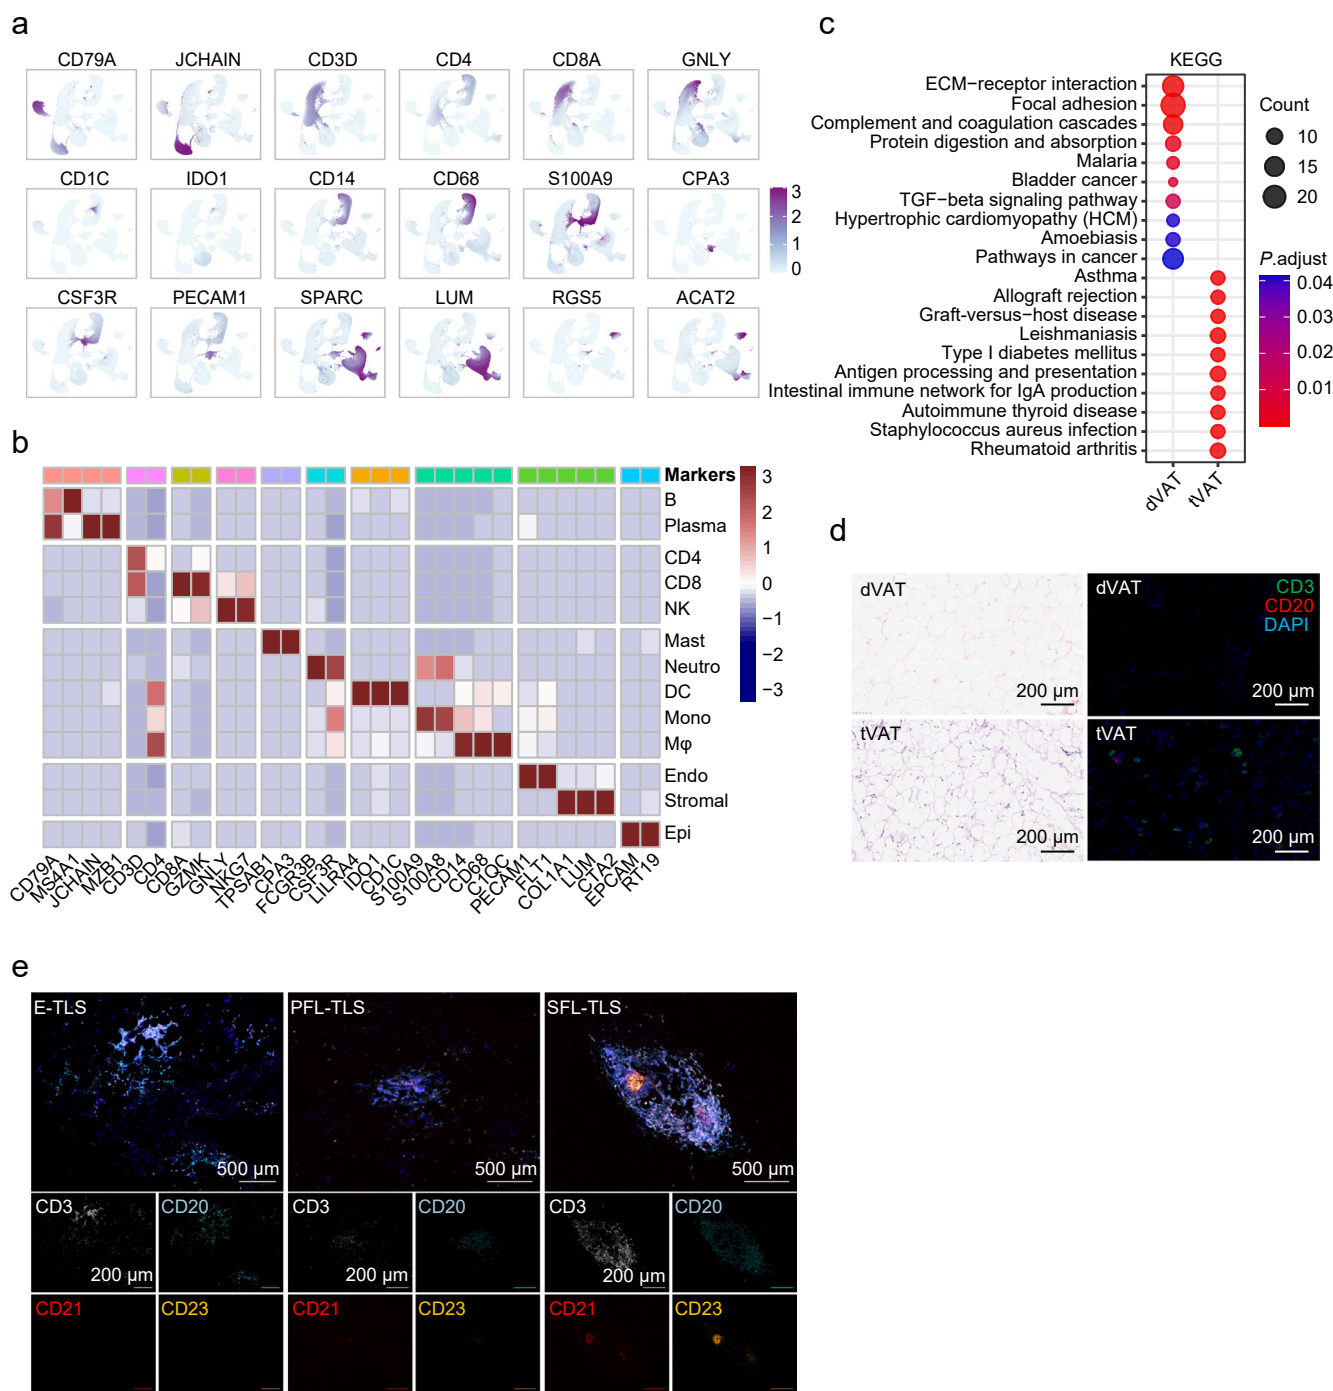 a
CD79A JCHAIN CD3D CD4 CD8A GNLY
CD1C IDO1 CD14 CD68 S100A9 CPA3
CSF3R PECAM1 SPARC LUM RGS5 ACAT2
3
2
1
0
b
Markers
B
Plasma
CD4
CD8
NK
Mast
Neutro
DC
Mono
Mφ
Endo
Stromal
Epi
3
2
1
0
−1
−2
−3
CD79A MS4A1 JCHAIN MZB1 CD3D CD4 CD8A GZMK GNLY NKG7 TPSAB1 CPA3 FCGR3B CSF3R LILRA4 IDO1 CD1C S100A9 S100A8 CD14 CD68 C1QC PECAM1 FLT1 COL1A1 LUM CTA2 EPCAM RT19
c
KEGG
ECM−receptor interaction
Focal adhesion
Complement and coagulation cascades
Protein digestion and absorption
Malaria
Bladder cancer
TGF−beta signaling pathway
Hypertrophic cardiomyopathy (HCM)
Amoebiasis
Pathways in cancer
Asthma
Allograft rejection
Graft−versus−host disease
Leishmaniasis
Type I diabetes mellitus
Antigen processing and presentation
Intestinal immune network for IgA production
Autoimmune thyroid disease
Staphylococcus aureus infection
Rheumatoid arthritis
dVAT tVAT
Count
10
15
20
P.adjust
0.04
0.03
0.02
0.01
d
dVAT
200 µm
dVAT
CD3
CD20
DAPI
200 µm
tVAT
200 µm
tVAT
200 µm
e
E-TLS
500 µm
PFL-TLS
500 µm
SFL-TLS
500 µm
CD3
200 µm
CD20
CD3
200 µm
CD20
CD3
200 µm
CD20
CD21 CD23 CD21 CD23 CD21 CD23